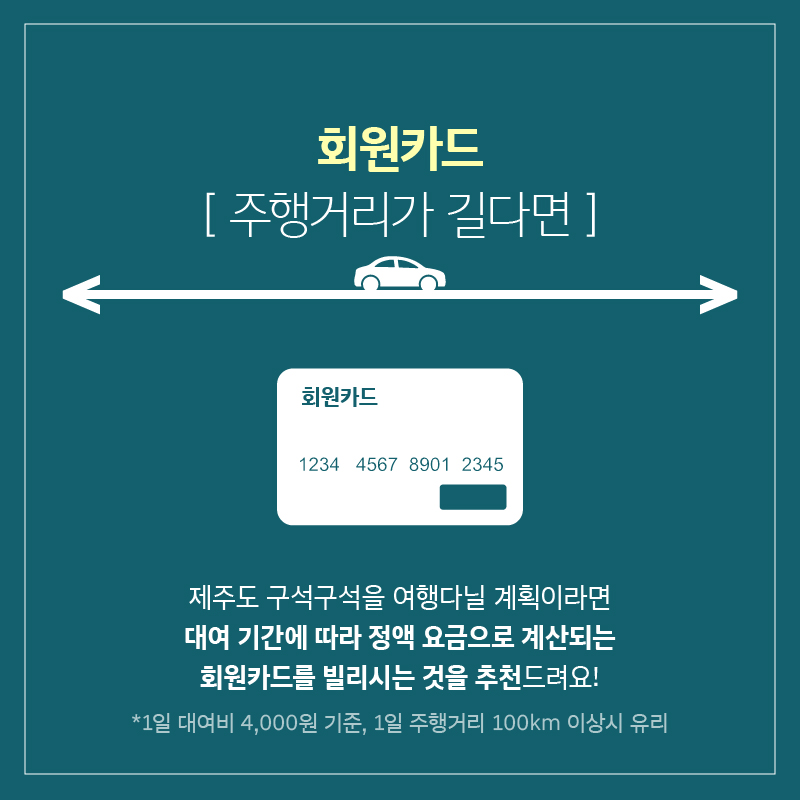 회원카드
[ 주행거리가 길다면 ]
회원카드
1234 4567 8901 2345
제주도 구석구석을 여행다닐 계획이라면
대여 기간에 따라 정액 요금으로 계산되는
회원카드를 빌리시는 것을 추천드려요!
*1일 대여비 4,000원 기준, 1일 주행거리 100km 이상시 유리